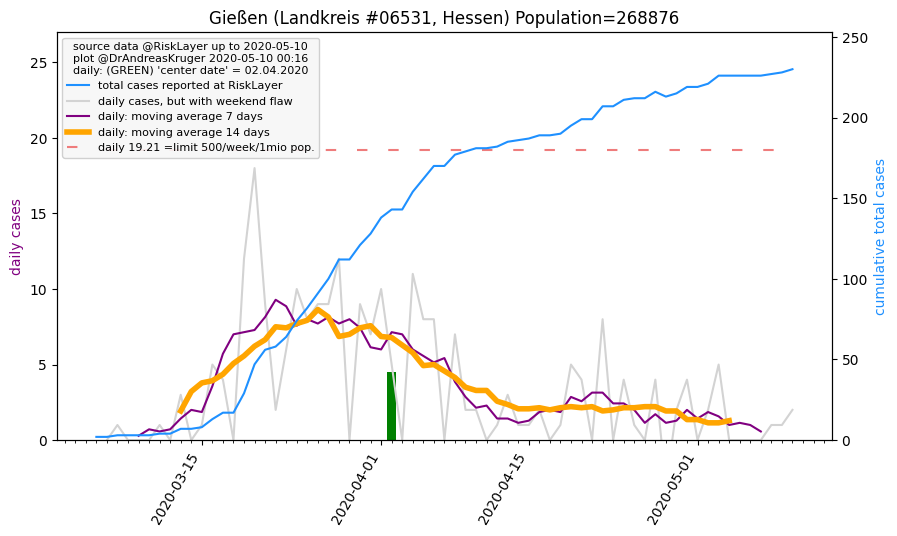 Gießen (Landkreis #06531, Hessen) Population=268876
source data @RiskLayer up to 2020-05-10
plot @DrAndreasKruger 2020-05-10 00:16
daily: (GREEN) 'center date' = 02.04.2020
total cases reported at RiskLayer
daily cases, but with weekend flaw
daily: moving average 7 days
daily: moving average 14 days
daily 19.21 =limit 500/week/1mio pop.
daily cases
25
20
15
10
5
0
cumulative total cases
250
200
150
100
50
0
2020-03-15
2020-04-01
2020-04-15
2020-05-01